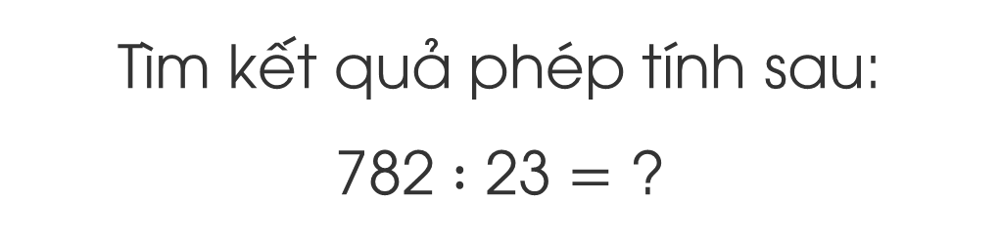 Tìm kết quả phép tính sau:
782 : 23 = ?